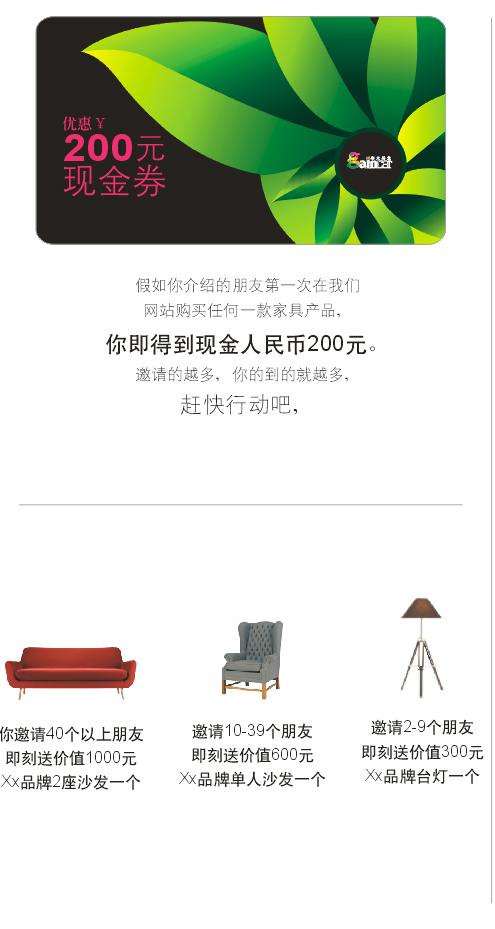 优惠￥
200元
现金券
假如你介绍的朋友第一次在我们
网站购买任何一款家具产品，
你即得到现金人民币200元。
邀请的越多，你的到的就越多，
赶快行动吧，
你邀请40个以上朋友
即刻送价值1000元
Xx品牌2座沙发一个
邀请10-39个朋友
即刻送价值600元
Xx品牌单人沙发一个
邀请2-9个朋友
即刻送价值300元
Xx品牌台灯一个